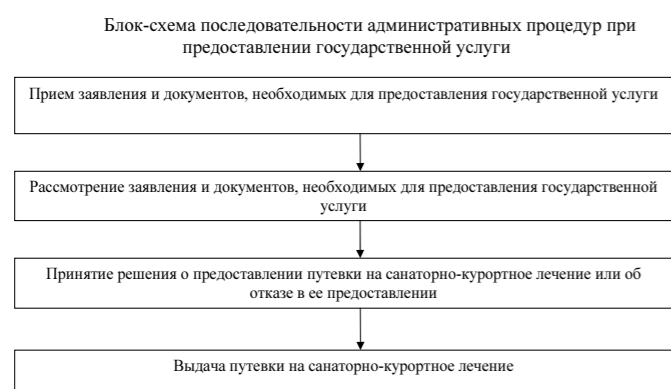 Блок-схема последовательности административных процедур при
предоставлении государственной услуги
Прием заявления и документов, необходимых для предоставления государственной услуги
Рассмотрение заявления и документов, необходимых для предоставления государственной
услуги
Принятие решения о предоставлении путевки на санаторно-курортное лечение или об
отказе в ее предоставлении
Выдача путевки на санаторно-курортное лечение